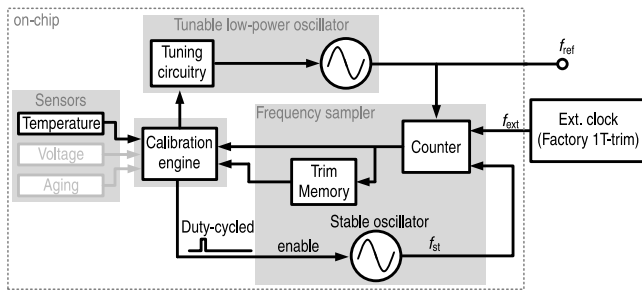 on-chip
Tunable low-power oscillator
Tuning
circuitry
f_ref
Sensors
Temperature
Voltage
Aging
Calibration
engine
Frequency sampler
Counter
f_ext
Ext. clock
(Factory 1T-trim)
Trim
Memory
Duty-cycled
enable
Stable oscillator
f_st